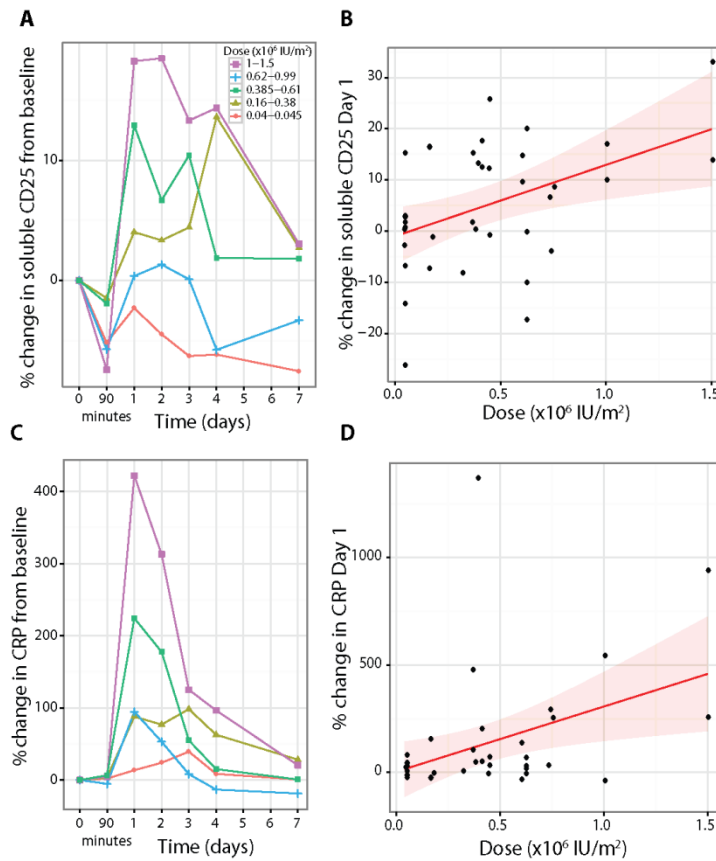 A
% change in soluble CD25 from baseline
10
0
Dose (x10⁶ IU/m²)
1–1.5
0.62–0.99
0.385–0.61
0.16–0.38
0.04–0.045
0 90 1 2 3 4 5 6 7
minutes
Time (days)
B
% change in soluble CD25 Day 1
30
20
10
0
−10
−20
0.0 0.5 1.0 1.5
Dose (x10⁶ IU/m²)
C
% change in CRP from baseline
400
300
200
100
0
0 90 1 2 3 4 5 6 7
minutes
Time (days)
D
% change in CRP Day 1
1000
500
0
0.0 0.5 1.0 1.5
Dose (x10⁶ IU/m²)